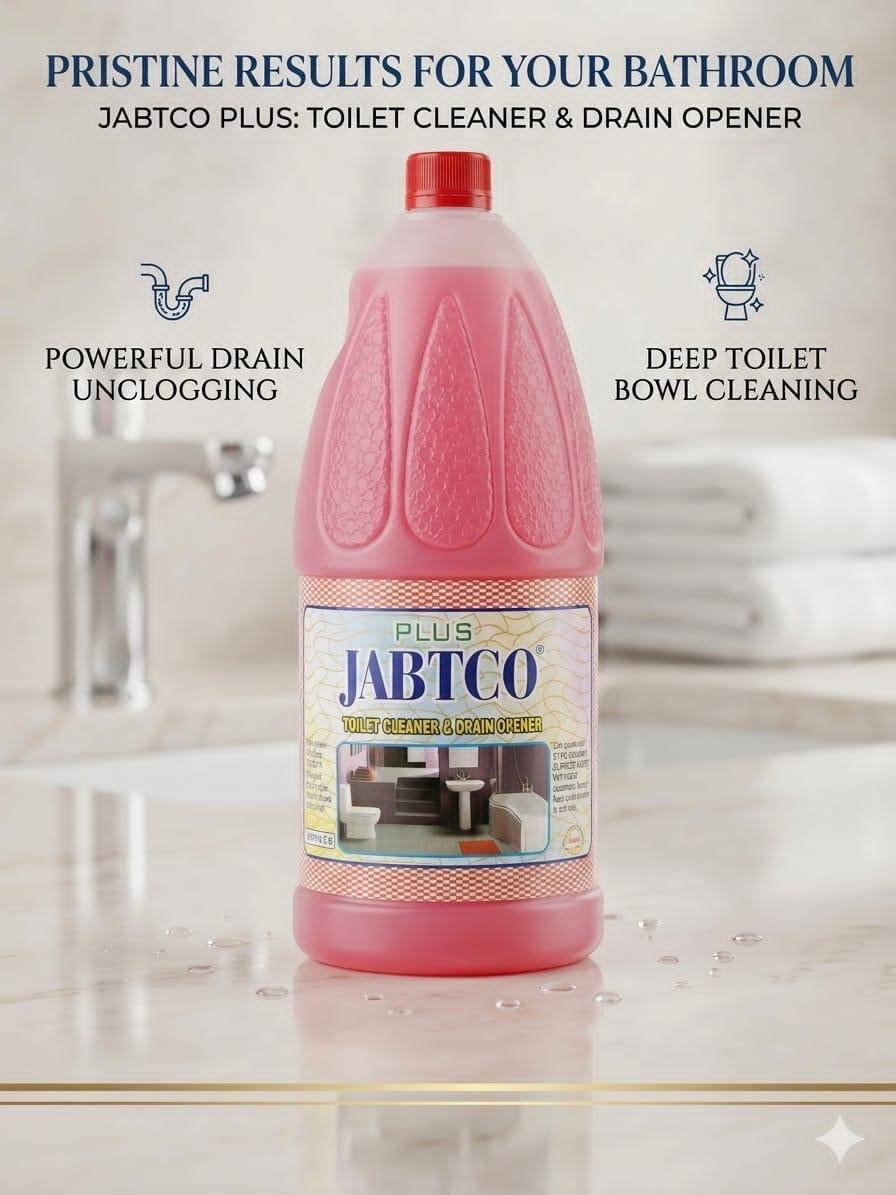 PRISTINE RESULTS FOR YOUR BATHROOM
JABTCO PLUS: TOILET CLEANER & DRAIN OPENER
POWERFUL DRAIN
UNCLOGGING
DEEP TOILET
BOWL CLEANING
PLUS
JABTCO
©
TOILET CLEANER & DRAIN OPENER